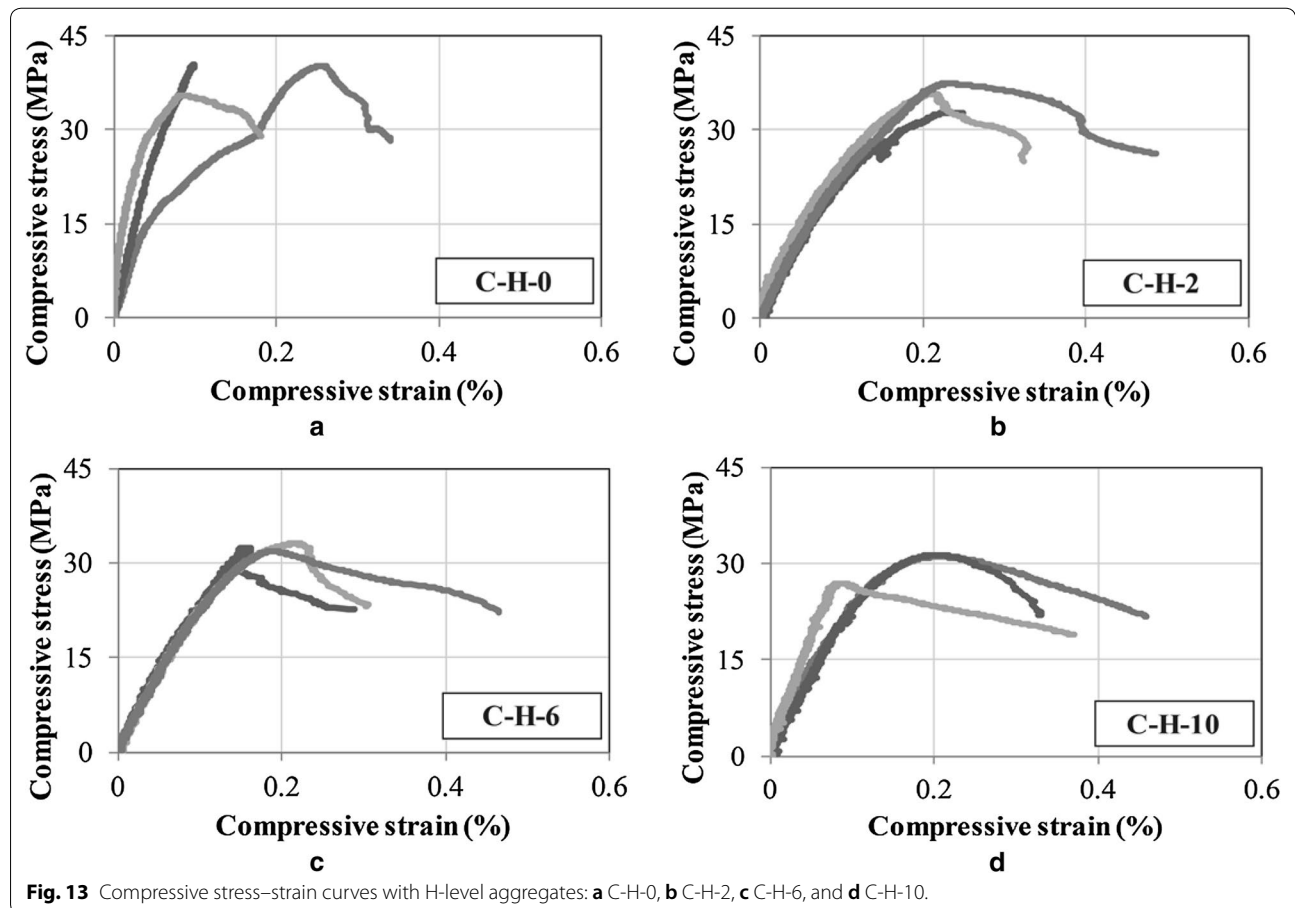 Compressive stress (MPa)
45
30
15
0
0
0.2
0.4
0.6
C-H-0
Compressive strain (%)
a
Compressive stress (MPa)
45
30
15
0
0
0.2
0.4
0.6
C-H-2
Compressive strain (%)
b
Compressive stress (MPa)
45
30
15
0
0
0.2
0.4
0.6
C-H-6
Compressive strain (%)
c
Compressive stress (MPa)
45
30
15
0
0
0.2
0.4
0.6
C-H-10
Compressive strain (%)
d
Fig. 13 Compressive stress–strain curves with H-level aggregates: a C-H-0, b C-H-2, c C-H-6, and d C-H-10.